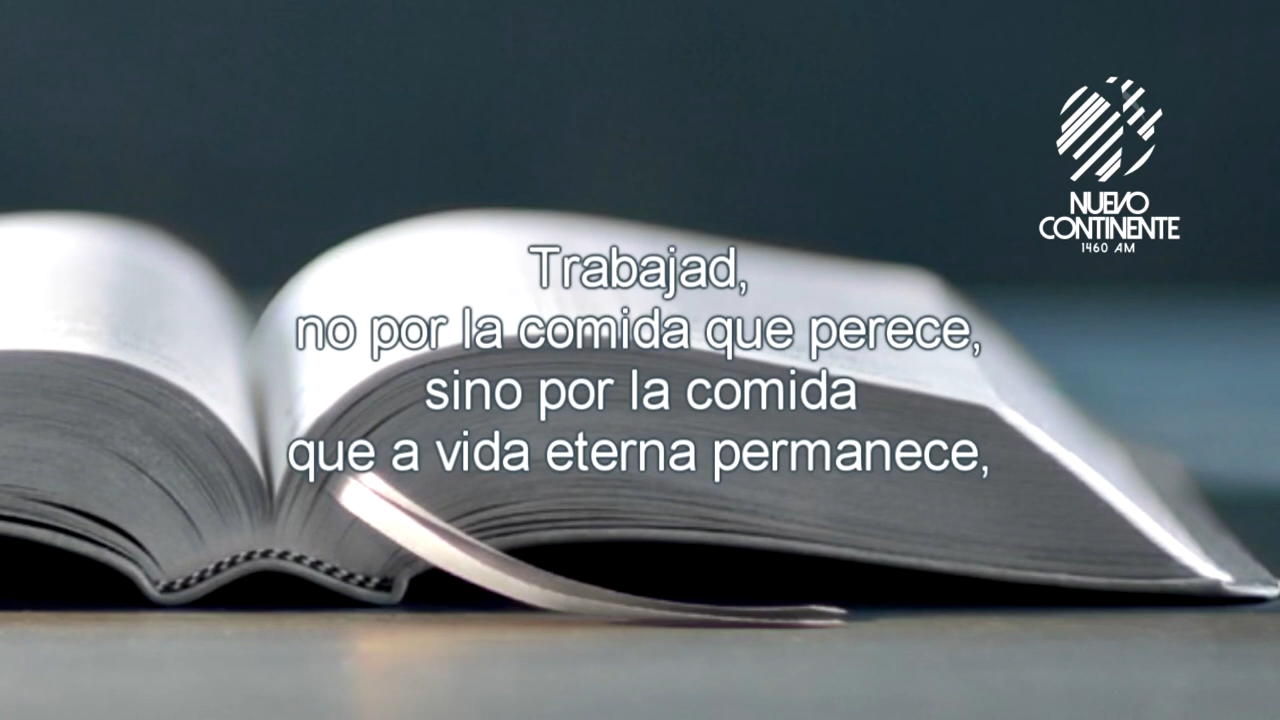 NUEVO
CONTINENTE
1460 AM
Trabajad,
no por la comida que perece,
sino por la comida
que a vida eterna permanece,